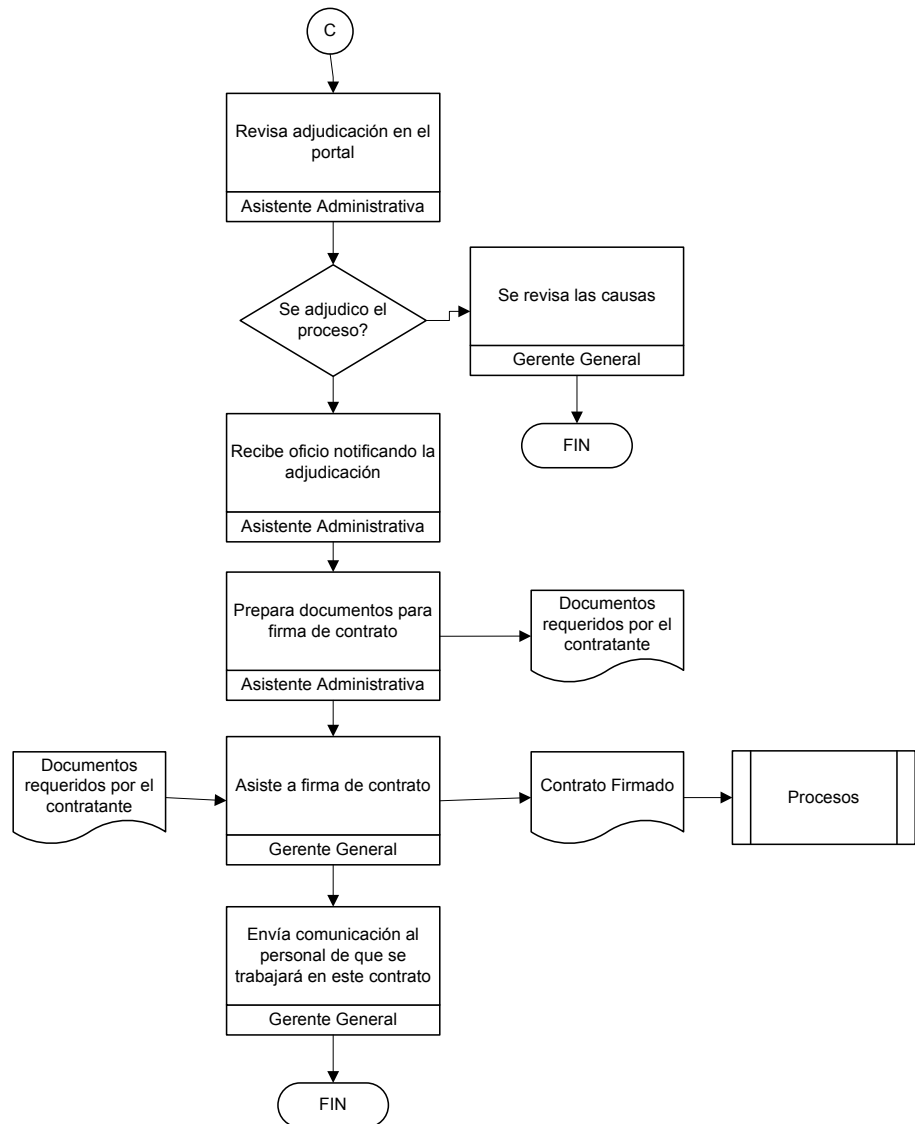 C
Revisa adjudicación en el
portal
Asistente Administrativa
Se adjudico el
proceso?
Se revisa las causas
Gerente General
FIN
Recibe oficio notificando la
adjudicación
Asistente Administrativa
Prepara documentos para
firma de contrato
Asistente Administrativa
Documentos
requeridos por el
contratante
Documentos
requeridos por el
contratante
Asiste a firma de contrato
Gerente General
Contrato Firmado
Procesos
Envía comunicación al
personal de que se
trabajará en este contrato
Gerente General
FIN